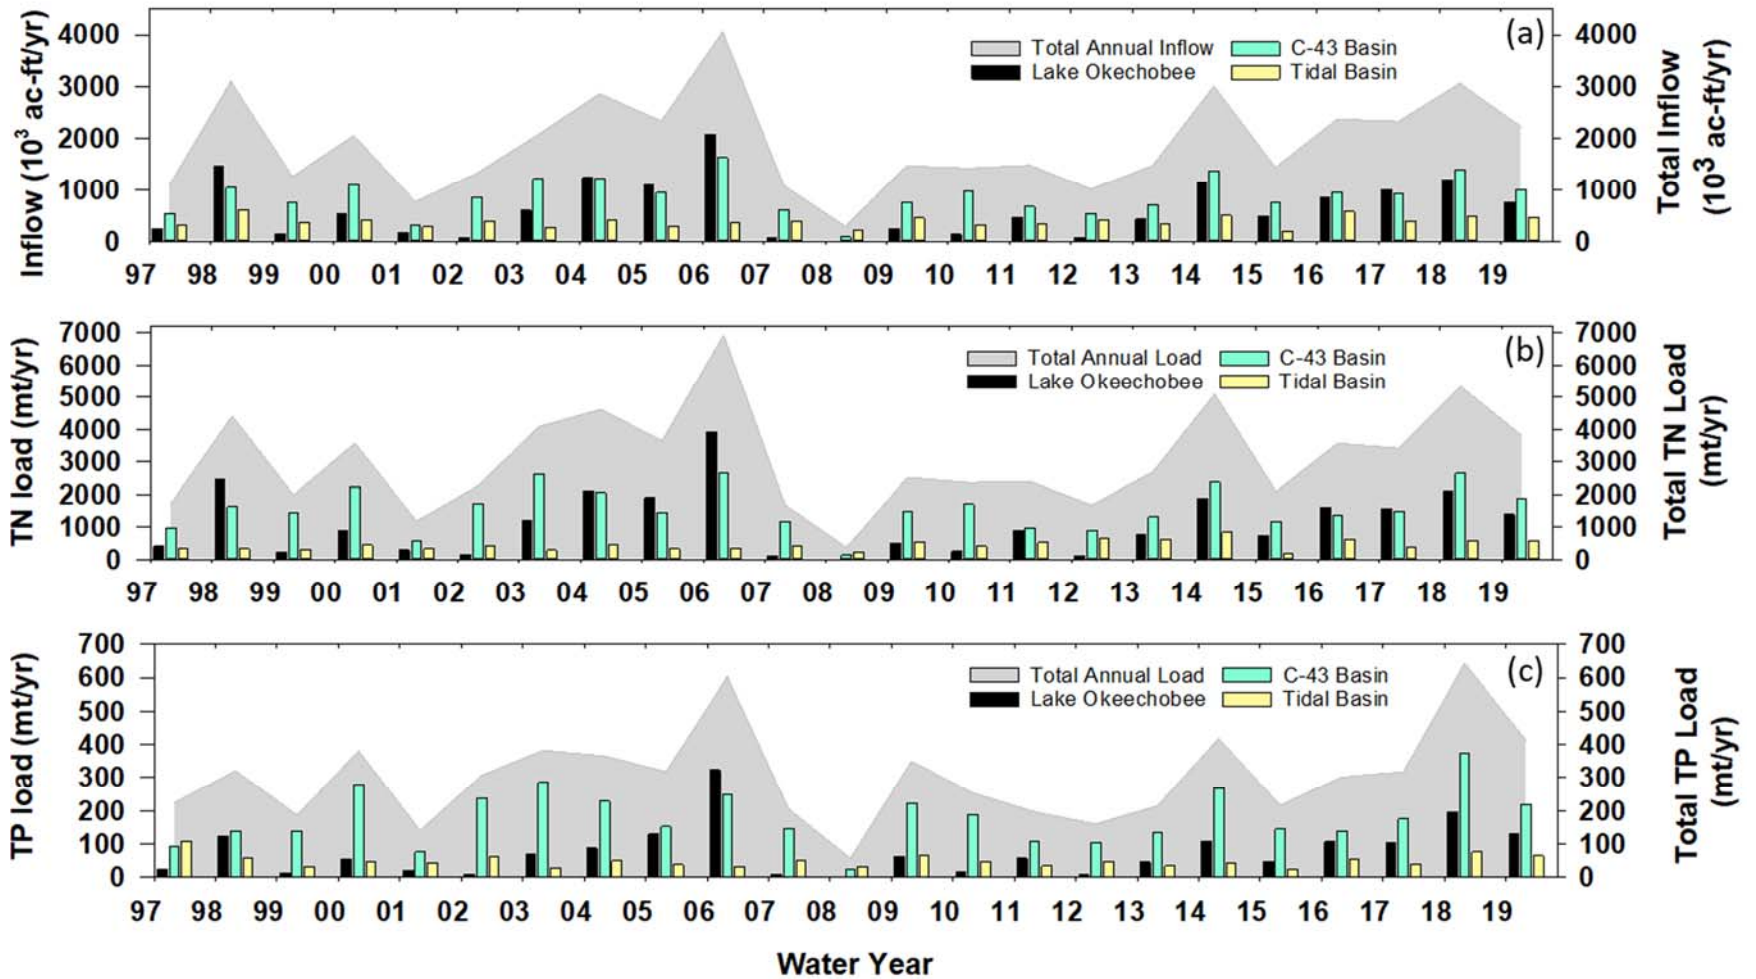 (a)
Total Annual Inflow C-43 Basin
Lake Okechobee Tidal Basin
Inflow (10³ ac-ft/yr)
4000
3000
2000
1000
0
Total Inflow
(10³ ac-ft/yr)
4000
3000
2000
1000
0
97 98 99 00 01 02 03 04 05 06 07 08 09 10 11 12 13 14 15 16 17 18 19
(b)
Total Annual Load C-43 Basin
Lake Okeechobee Tidal Basin
TN load (mt/yr)
7000
6000
5000
4000
3000
2000
1000
0
Total TN Load
(mt/yr)
7000
6000
5000
4000
3000
2000
1000
0
97 98 99 00 01 02 03 04 05 06 07 08 09 10 11 12 13 14 15 16 17 18 19
(c)
Total Annual Load C-43 Basin
Lake Okeechobee Tidal Basin
TP load (mt/yr)
700
600
500
400
300
200
100
0
Total TP Load
(mt/yr)
700
600
500
400
300
200
100
0
97 98 99 00 01 02 03 04 05 06 07 08 09 10 11 12 13 14 15 16 17 18 19
Water Year